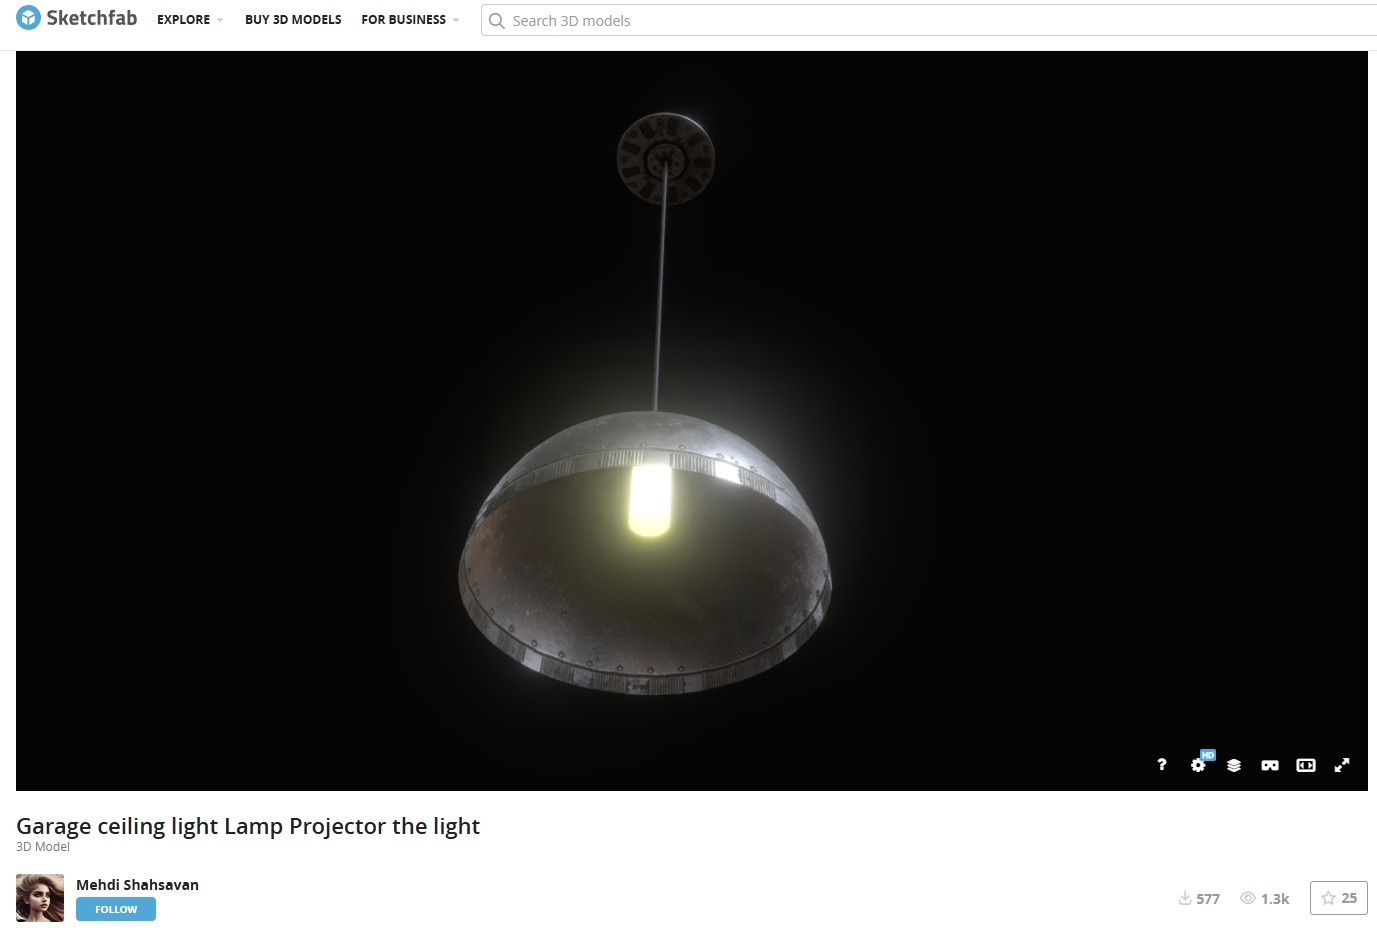 Sketchfab EXPLORE BUY 3D MODELS FOR BUSINESS Search 3D models
? HD
Garage ceiling light Lamp Projector the light
3D Model
Mehdi Shahsavan
FOLLOW
577 1.3k 25